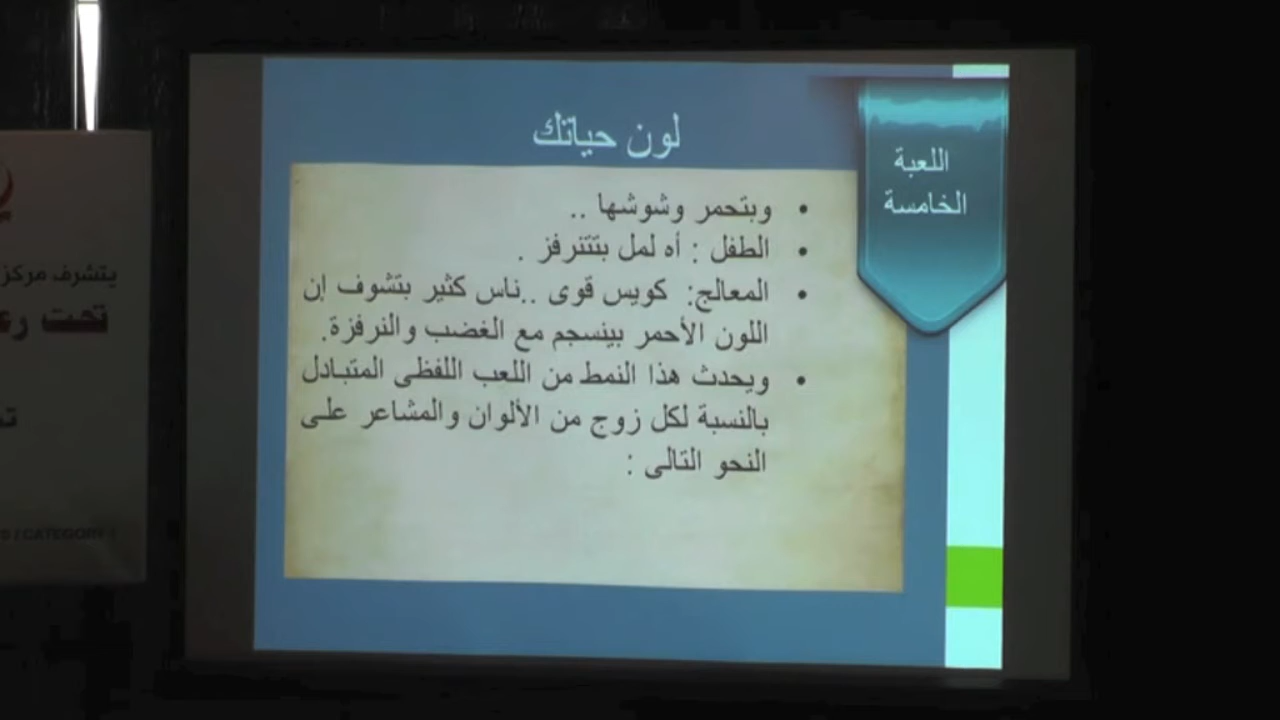 لون حياتك
اللعبة
الخامسة
• وبتحمر وشوشها ..
• الطفل : أه لمل بتتنرفز .
• المعالج: كويس قوى ..ناس كثير بتشوف إن
اللون الأحمر بينسجم مع الغضب والنرفزة.
• ويحدث هذا النمط من اللعب اللفظى المتبادل
بالنسبة لكل زوج من الألوان والمشاعر على
النحو التالى :
يتشرف مركز
تحت
CATEGORY